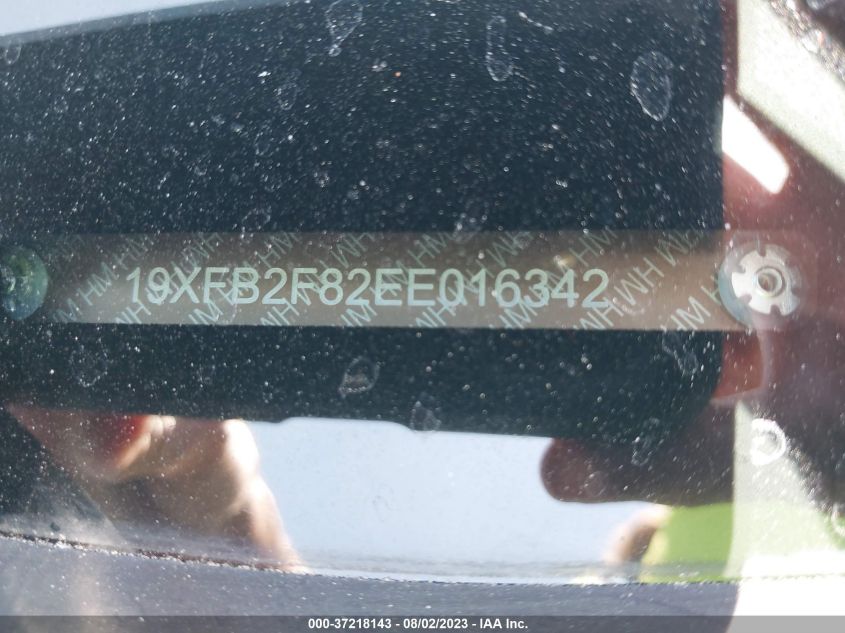 19XFB2F82EE016342
000-37218143 - 08/02/2023 - IAA Inc.